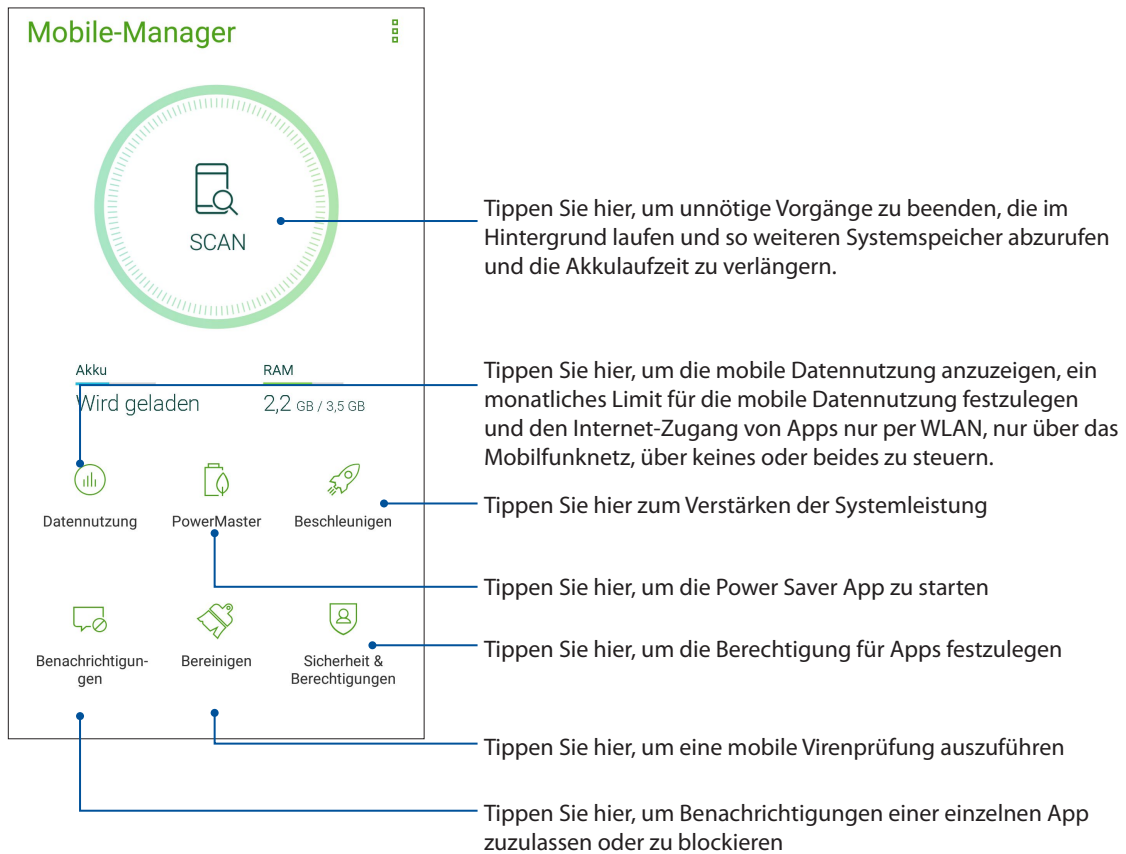 Mobile-Manager
SCAN
Akku
RAM
Wird geladen
2,2 GB / 3,5 GB
Datennutzung
PowerMaster
Beschleunigen
Benachrichtigun-
gen
Bereinigen
Sicherheit &
Berechtigungen
Tippen Sie hier, um unnötige Vorgänge zu beenden, die im
Hintergrund laufen und so weiteren Systemspeicher abzurufen
und die Akkulaufzeit zu verlängern.
Tippen Sie hier, um die mobile Datennutzung anzuzeigen, ein
monatliches Limit für die mobile Datennutzung festzulegen
und den Internet-Zugang von Apps nur per WLAN, nur über das
Mobilfunknetz, über keines oder beides zu steuern.
Tippen Sie hier zum Verstärken der Systemleistung
Tippen Sie hier, um die Power Saver App zu starten
Tippen Sie hier, um die Berechtigung für Apps festzulegen
Tippen Sie hier, um eine mobile Virenprüfung auszuführen
Tippen Sie hier, um Benachrichtigungen einer einzelnen App
zuzulassen oder zu blockieren